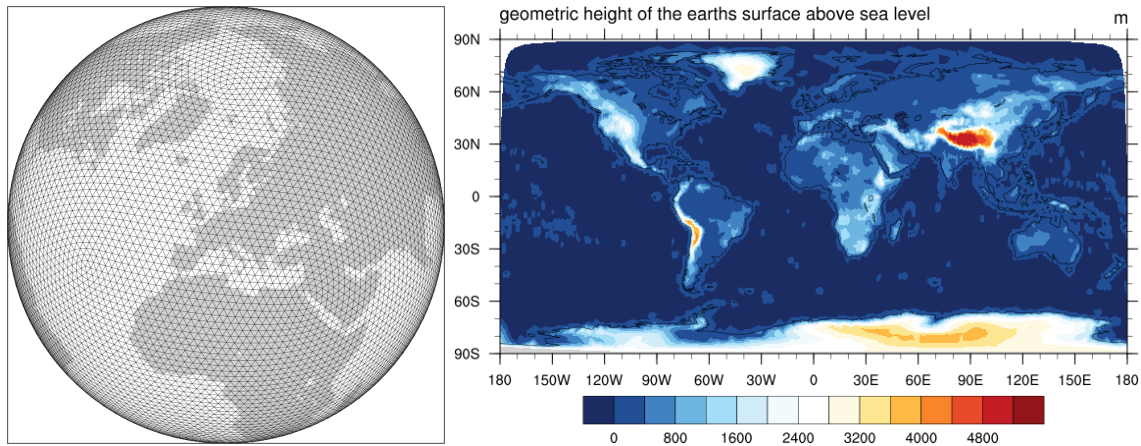 geometric height of the earths surface above sea level m
90N
60N
30N
0
30S
60S
90S
180 150W 120W 90W 60W 30W 0 30E 60E 90E 120E 150E 180
0 800 1600 2400 3200 4000 4800